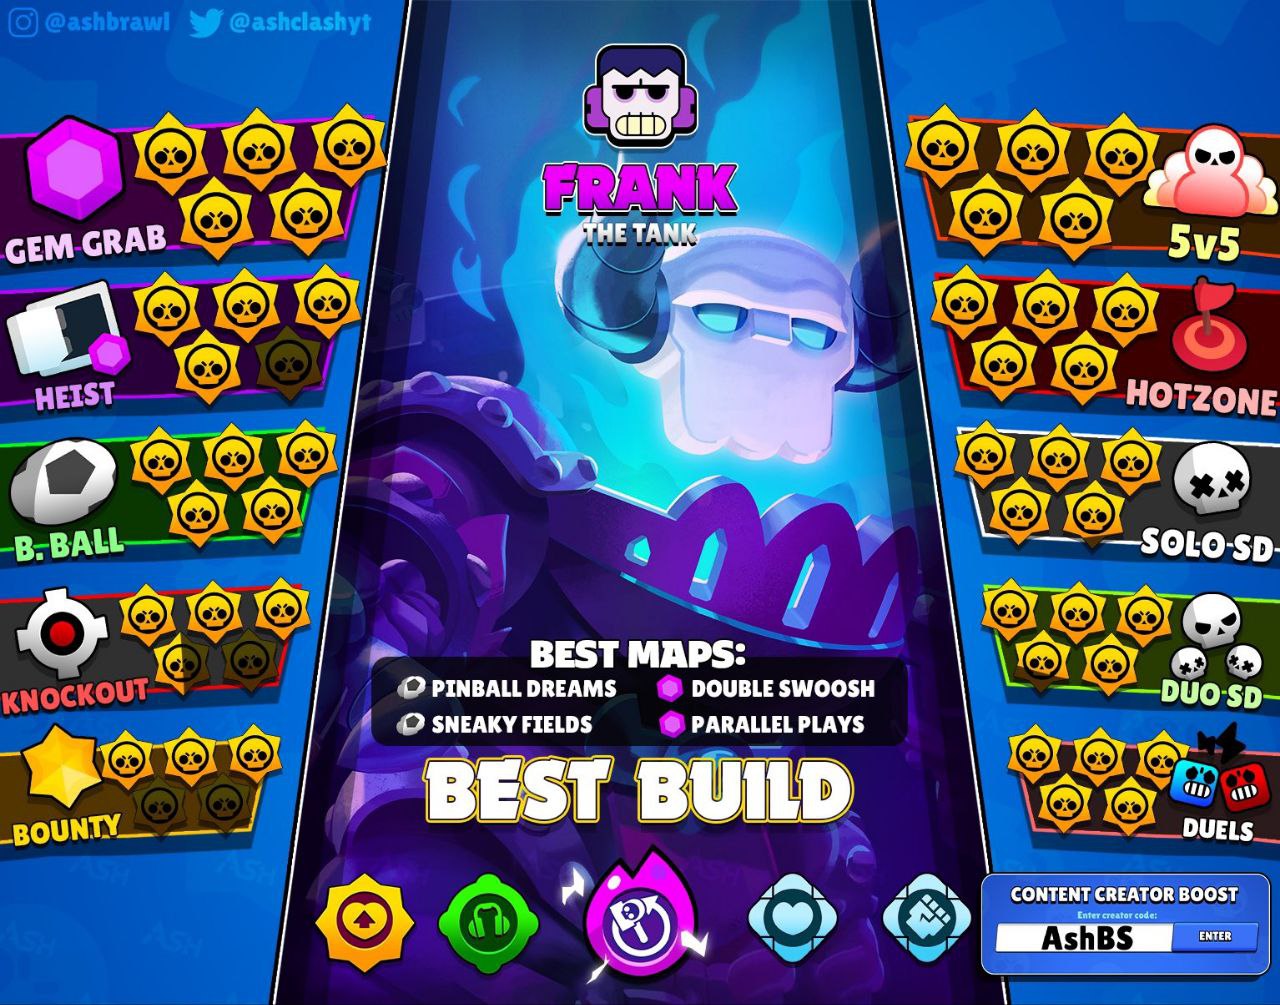 @ashbrawl @ashclashyt
FRANK
THE TANK
GEM GRAB
HEIST
B. BALL
KNOCKOUT
BOUNTY
5v5
HOTZONE
SOLO SD
DUO SD
DUELS
BEST MAPS:
PINBALL DREAMS DOUBLE SWOOSH
SNEAKY FIELDS PARALLEL PLAYS
BEST BUILD
CONTENT CREATOR BOOST
Enter creator code:
AshBS ENTER